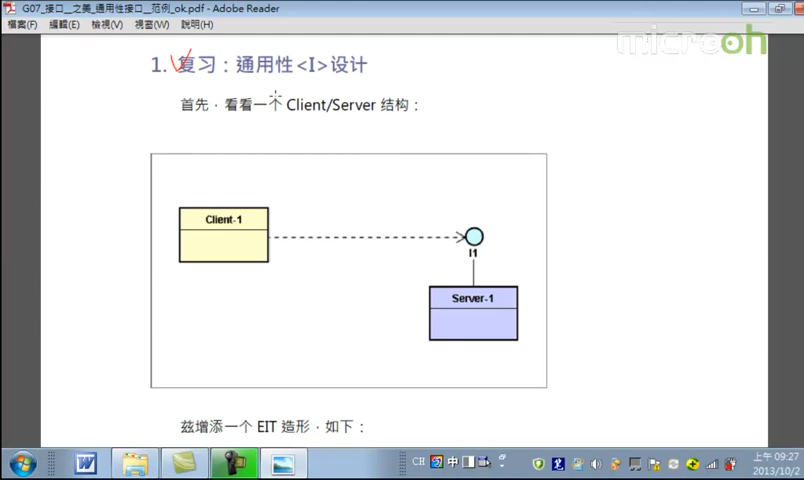 G07_接口__之美_通用性接口__范例_ok.pdf - Adobe Reader
檔案(F) 編輯(E) 檢視(V) 視窗(W) 說明(H)
microoh
1. 复习：通用性<I>设计
首先，看看一个 Client/Server 结构：
Client-1
I1
Server-1
兹增添一个 EIT 造形，如下：
CH 中
上午 09:27
2013/10/2